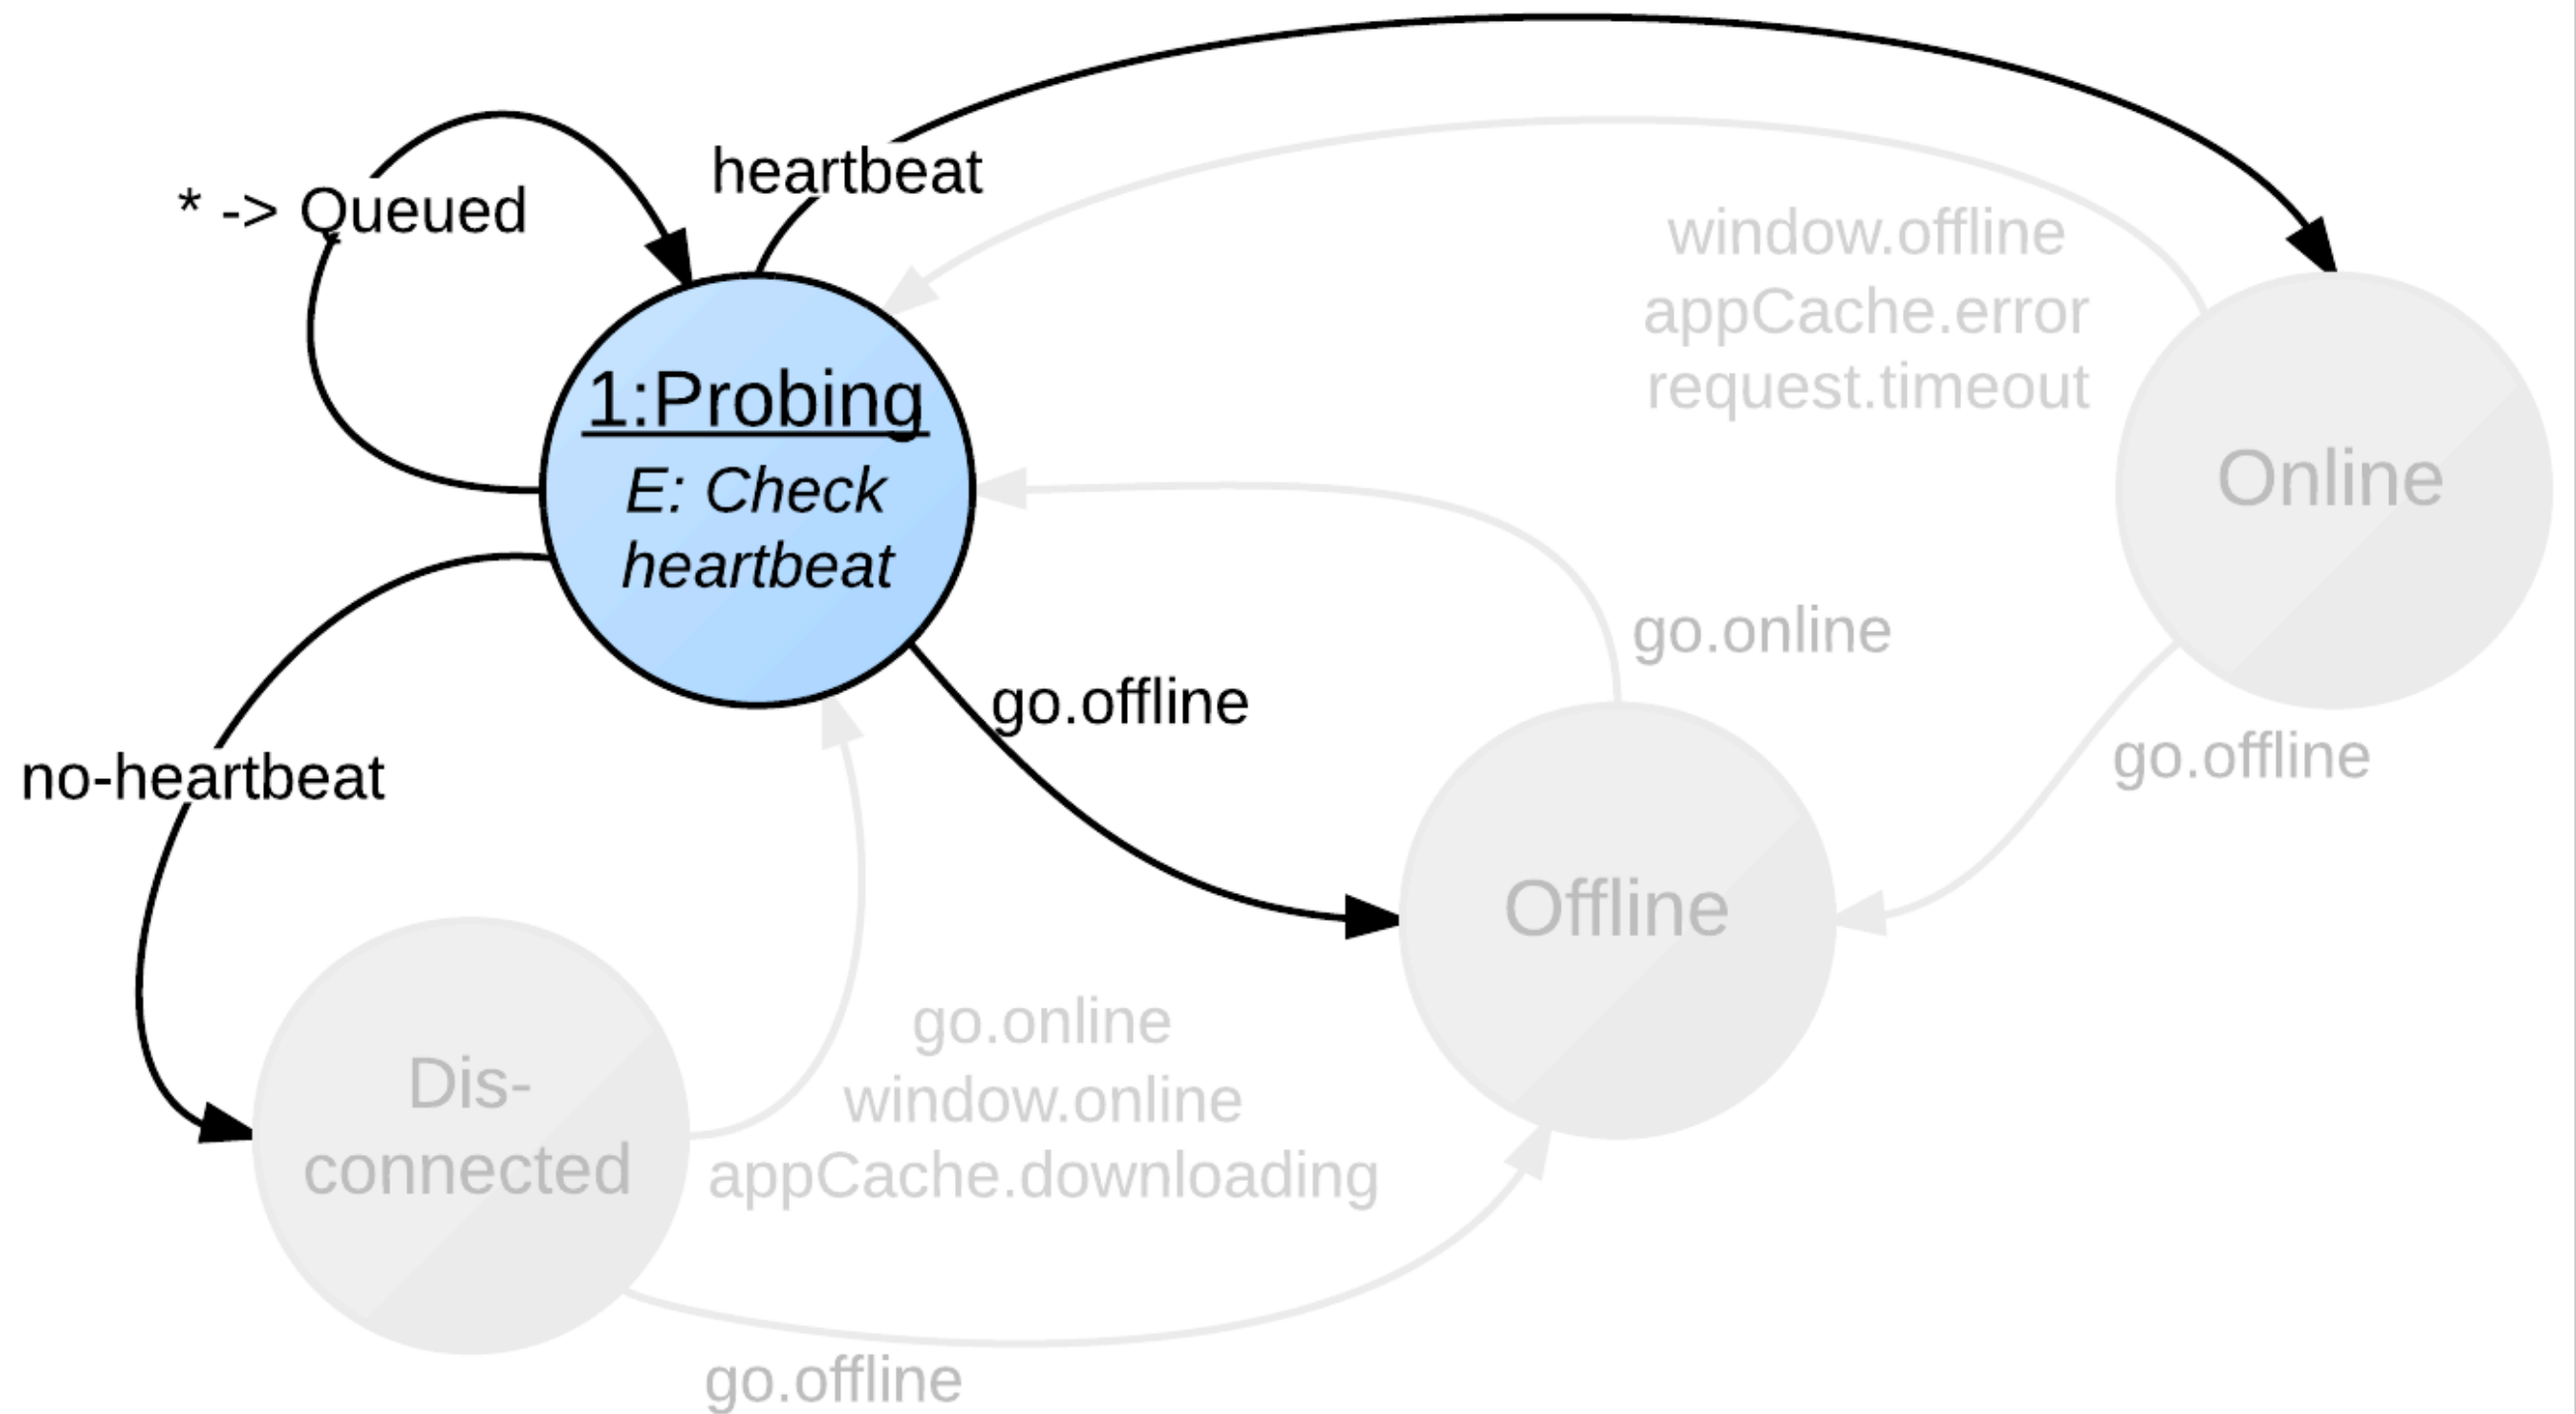 heartbeat
* -> Queued
window.offline
appCache.error
request.timeout
1:Probing
E: Check
heartbeat
Online
go.online
go.offline
go.offline
no-heartbeat
Offline
go.online
window.online
appCache.downloading
Dis-
connected
go.offline